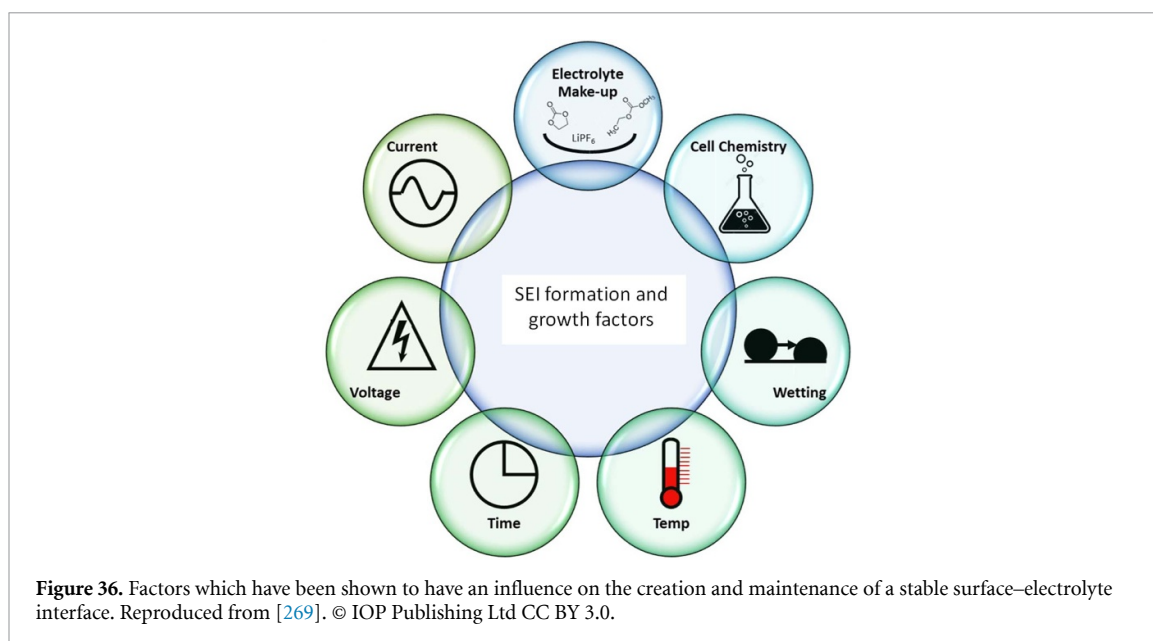 Electrolyte
Make-up
O
O
O
O
O
OCH₃
H₃C
LiPF₆
Current
Cell Chemistry
SEI formation and
growth factors
Voltage
Wetting
Time
Temp
Figure 36. Factors which have been shown to have an influence on the creation and maintenance of a stable surface–electrolyte
interface. Reproduced from [269]. © IOP Publishing Ltd CC BY 3.0.